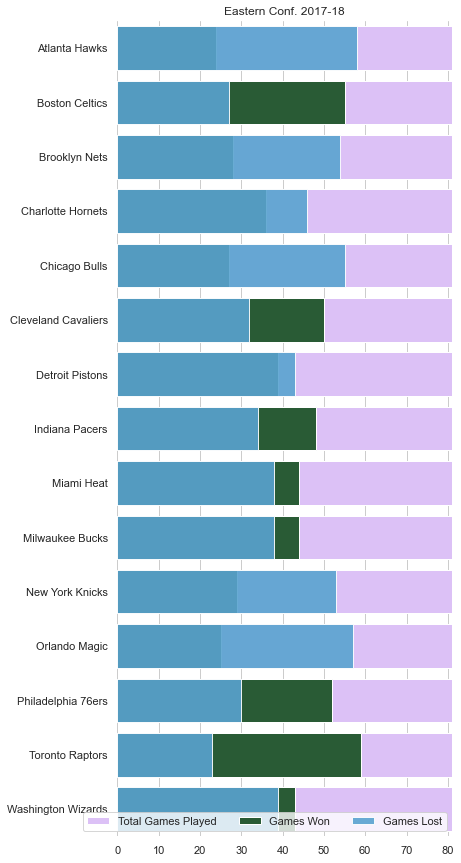 Eastern Conf. 2017-18
Atlanta Hawks
Boston Celtics
Brooklyn Nets
Charlotte Hornets
Chicago Bulls
Cleveland Cavaliers
Detroit Pistons
Indiana Pacers
Miami Heat
Milwaukee Bucks
New York Knicks
Orlando Magic
Philadelphia 76ers
Toronto Raptors
Washington Wizards
Total Games Played Games Won Games Lost
0 10 20 30 40 50 60 70 80